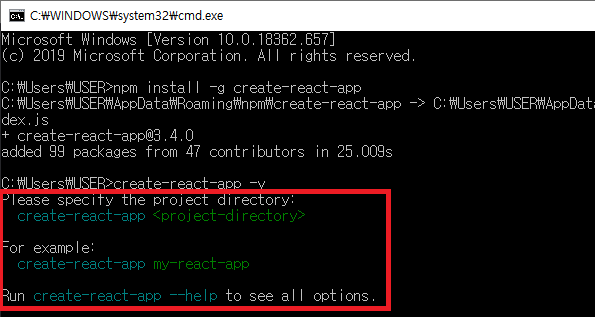 C:₩WINDOWS₩system32₩cmd.exe
Microsoft Windows [Version 10.0.18362.657]
(c) 2019 Microsoft Corporation. All rights reserved.
C:₩Users₩USER>npm install -g create-react-app
C:₩Users₩USER₩AppData₩Roaming₩npm₩create-react-app -> C:₩Users₩USER₩AppData
dex.js
+ create-react-app@3.4.0
added 99 packages from 47 contributors in 25.009s
C:₩Users₩USER>create-react-app -v
Please specify the project directory:
create-react-app <project-directory>
For example:
create-react-app my-react-app
Run create-react-app --help to see all options.